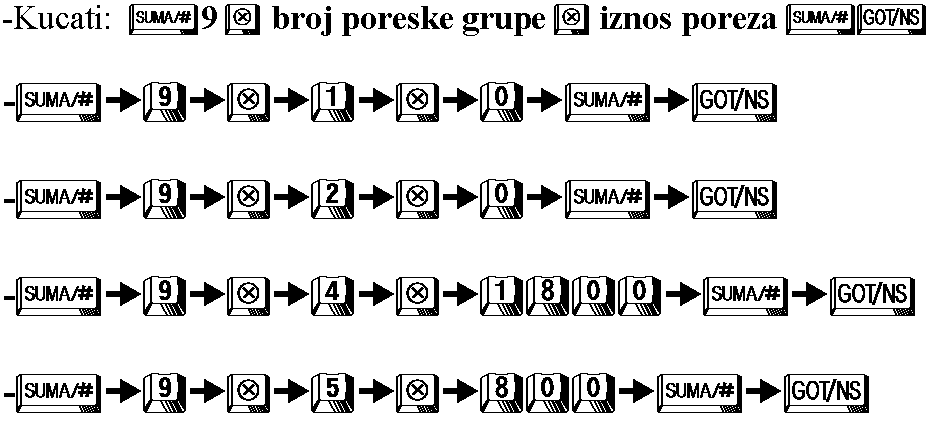 -Kucati: SUMA/# 9 ⊗ broj poreske grupe ⊗ iznos poreza SUMA/# GOT/NS
-SUMA/# → 9 → ⊗ → 1 → ⊗ → 0 → SUMA/# → GOT/NS
-SUMA/# → 9 → ⊗ → 2 → ⊗ → 0 → SUMA/# → GOT/NS
-SUMA/# → 9 → ⊗ → 4 → ⊗ → 1 8 0 0 → SUMA/# → GOT/NS
-SUMA/# → 9 → ⊗ → 5 → ⊗ → 8 0 0 → SUMA/# → GOT/NS